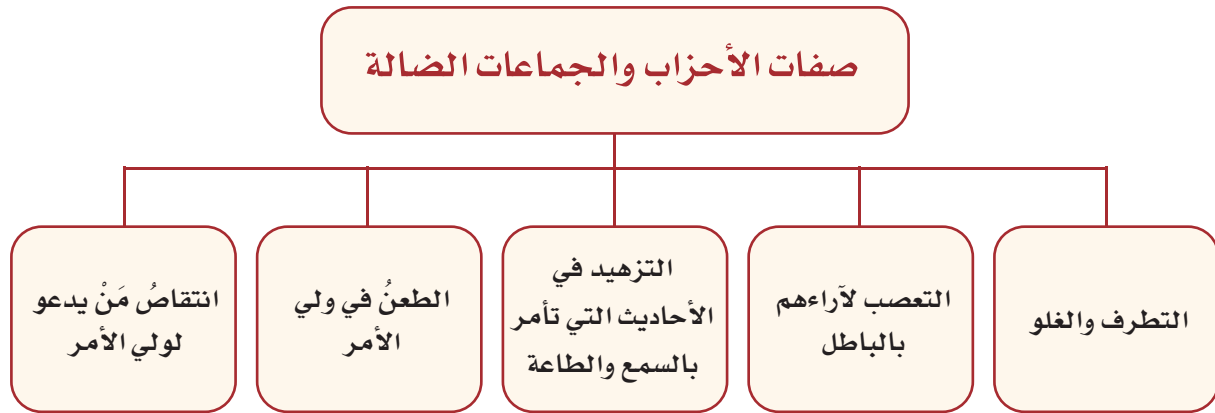 صفات الأحزاب والجماعات الضالة
التطرف والغلو
التعصب لآراءهم
بالباطل
التزهيد في
الأحاديث التي تأمر
بالسمع والطاعة
الطعنُ في ولي
الأمر
انتقاصُ مَنْ يدعو
لولي الأمر